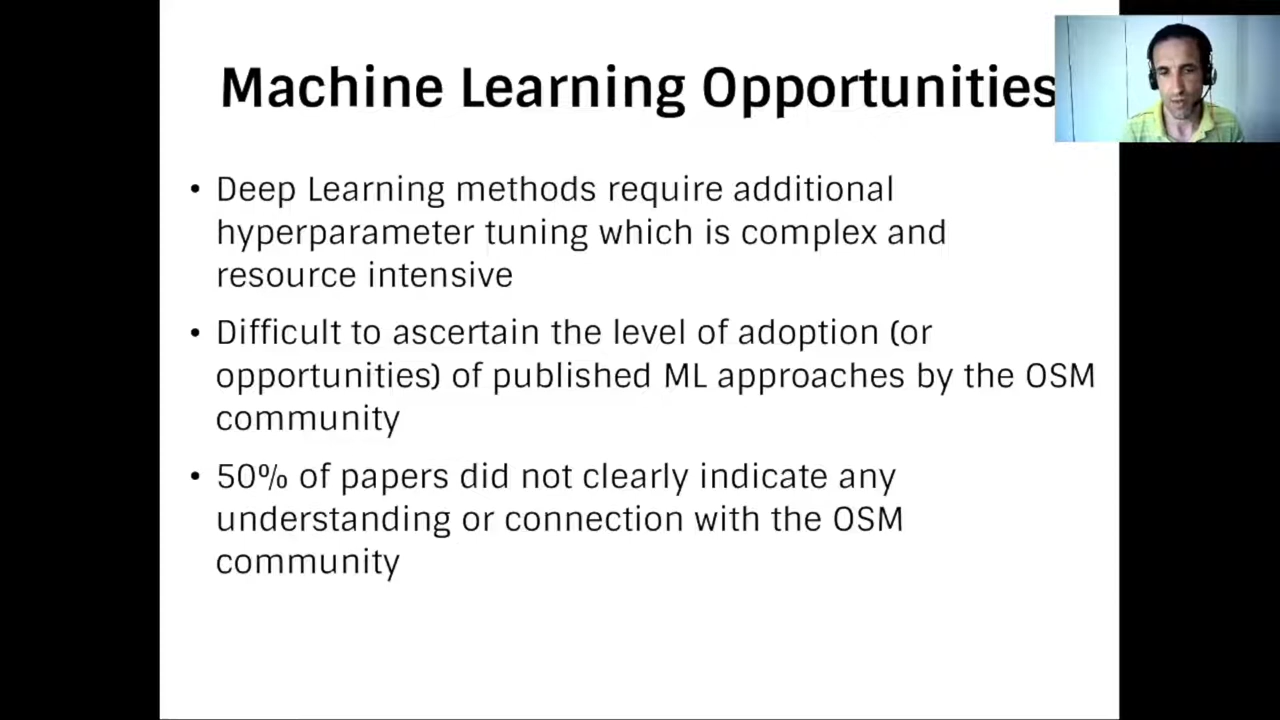 Machine Learning Opportunities
• Deep Learning methods require additional
hyperparameter tuning which is complex and
resource intensive
• Difficult to ascertain the level of adoption (or
opportunities) of published ML approaches by the OSM
community
• 50% of papers did not clearly indicate any
understanding or connection with the OSM
community